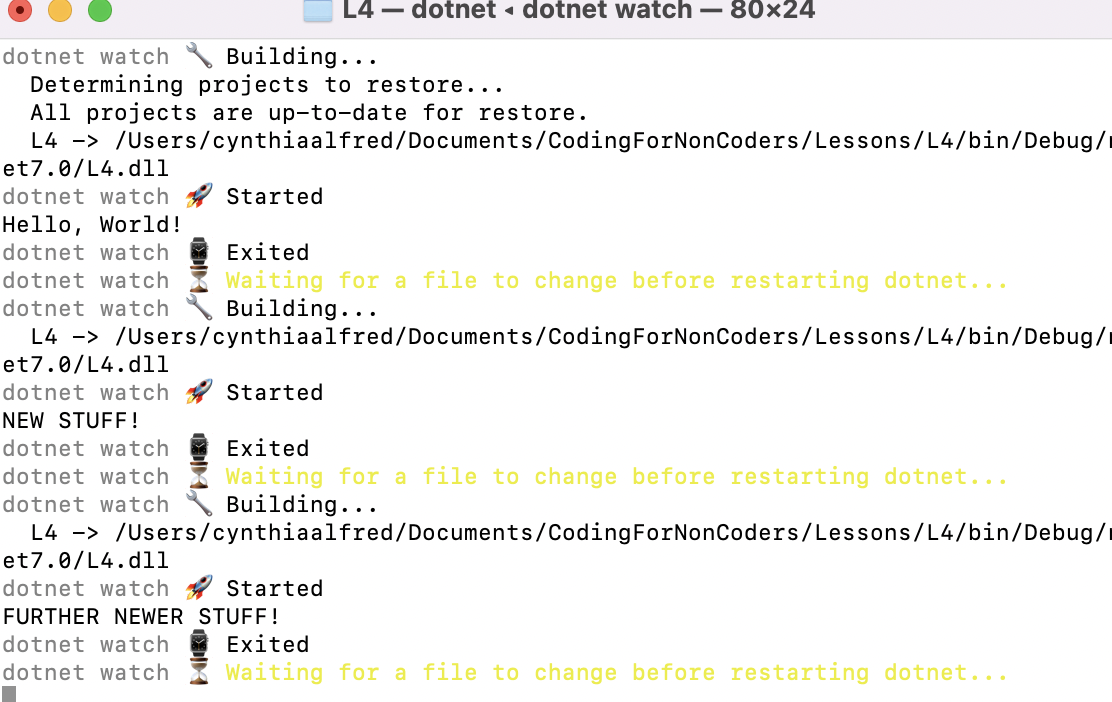 L4 — dotnet ◂ dotnet watch — 80×24
dotnet watch 🔧 Building...
  Determining projects to restore...
  All projects are up-to-date for restore.
  L4 -> /Users/cynthiaalfred/Documents/CodingForNonCoders/Lessons/L4/bin/Debug/n
et7.0/L4.dll
dotnet watch 🚀 Started
Hello, World!
dotnet watch ⌚ Exited
dotnet watch ⏳ Waiting for a file to change before restarting dotnet...
dotnet watch 🔧 Building...
  L4 -> /Users/cynthiaalfred/Documents/CodingForNonCoders/Lessons/L4/bin/Debug/n
et7.0/L4.dll
dotnet watch 🚀 Started
NEW STUFF!
dotnet watch ⌚ Exited
dotnet watch ⏳ Waiting for a file to change before restarting dotnet...
dotnet watch 🔧 Building...
  L4 -> /Users/cynthiaalfred/Documents/CodingForNonCoders/Lessons/L4/bin/Debug/n
et7.0/L4.dll
dotnet watch 🚀 Started
FURTHER NEWER STUFF!
dotnet watch ⌚ Exited
dotnet watch ⏳ Waiting for a file to change before restarting dotnet...